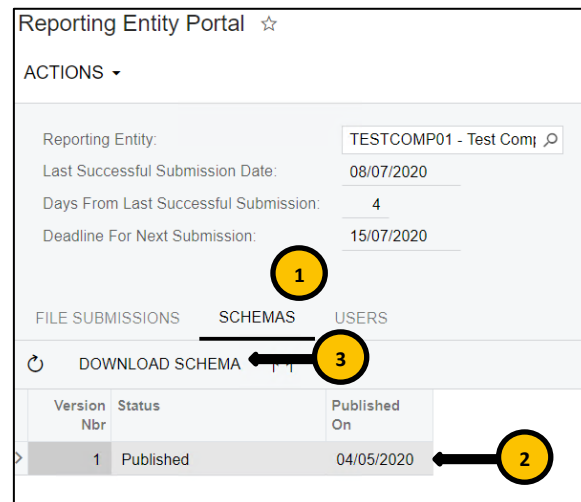 Reporting Entity Portal
ACTIONS
Reporting Entity: TESTCOMP01 - Test Comp
Last Successful Submission Date: 08/07/2020
Days From Last Successful Submission: 4
Deadline For Next Submission: 15/07/2020
1
FILE SUBMISSIONS SCHEMAS USERS
DOWNLOAD SCHEMA 3
Version Nbr Status Published On
1 Published 04/05/2020 2